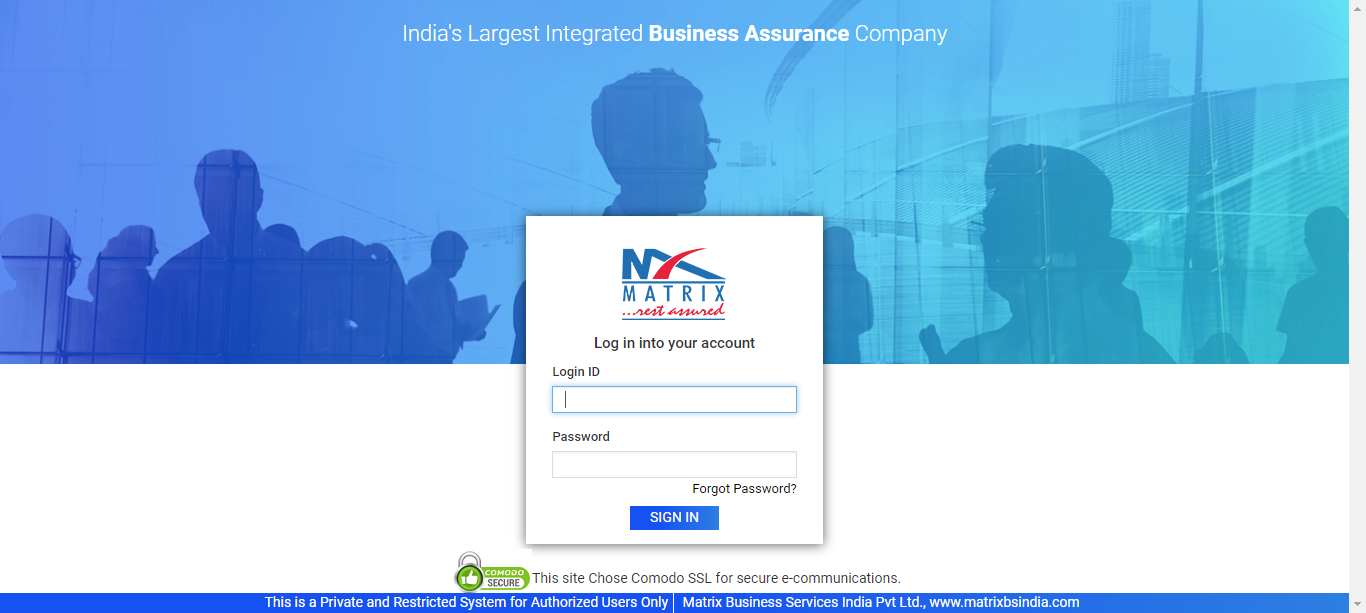 India's Largest Integrated Business Assurance Company
MATRIX
...rest assured
Log in into your account
Login ID
Password
Forgot Password?
SIGN IN
COMODO
SECURE
This site Chose Comodo SSL for secure e-communications.
This is a Private and Restricted System for Authorized Users Only | Matrix Business Services India Pvt Ltd., www.matrixbsindia.com